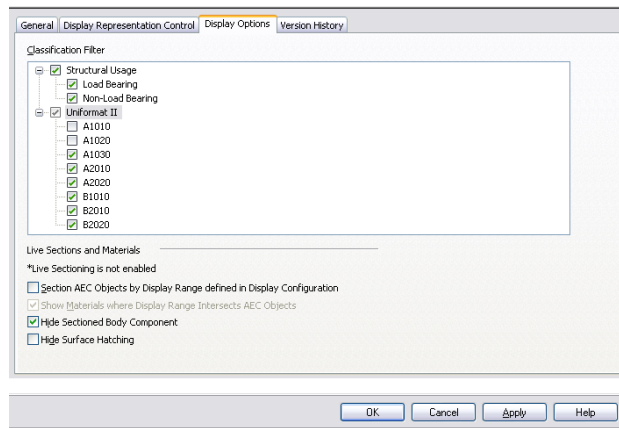 General Display Representation Control Display Options Version History
Classification Filter
Structural Usage
Load Bearing
Non-Load Bearing
Uniformat II
A1010
A1020
A1030
A2010
A2020
B1010
B2010
B2020
Live Sections and Materials
*Live Sectioning is not enabled
Section AEC Objects by Display Range defined in Display Configuration
Show Materials where Display Range Intersects AEC Objects
Hide Sectioned Body Component
Hide Surface Hatching
OK Cancel Apply Help